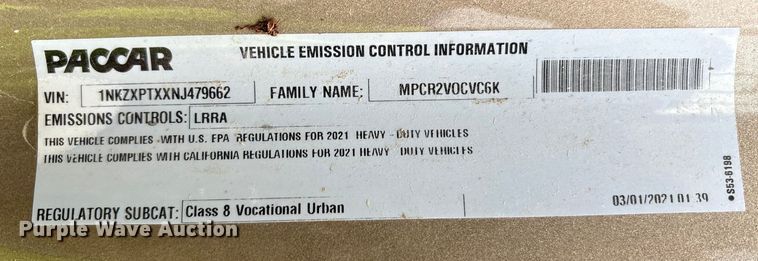 PACCAR VEHICLE EMISSION CONTROL INFORMATION
VIN: 1NKZXPTXXNJ479662 FAMILY NAME: MPCR2VOCVC6K
EMISSIONS CONTROLS: LRRA
THIS VEHICLE COMPLIES WITH U.S. EPA REGULATIONS FOR 2021 HEAVY - DUTY VEHICLES
THIS VEHICLE COMPLIES WITH CALIFORNIA REGULATIONS FOR 2021 HEAVY DUTY VEHICLES
REGULATORY SUBCAT: Class 8 Vocational Urban
03/01/2021 01 39
● S53-6198
Purple Wave Auction